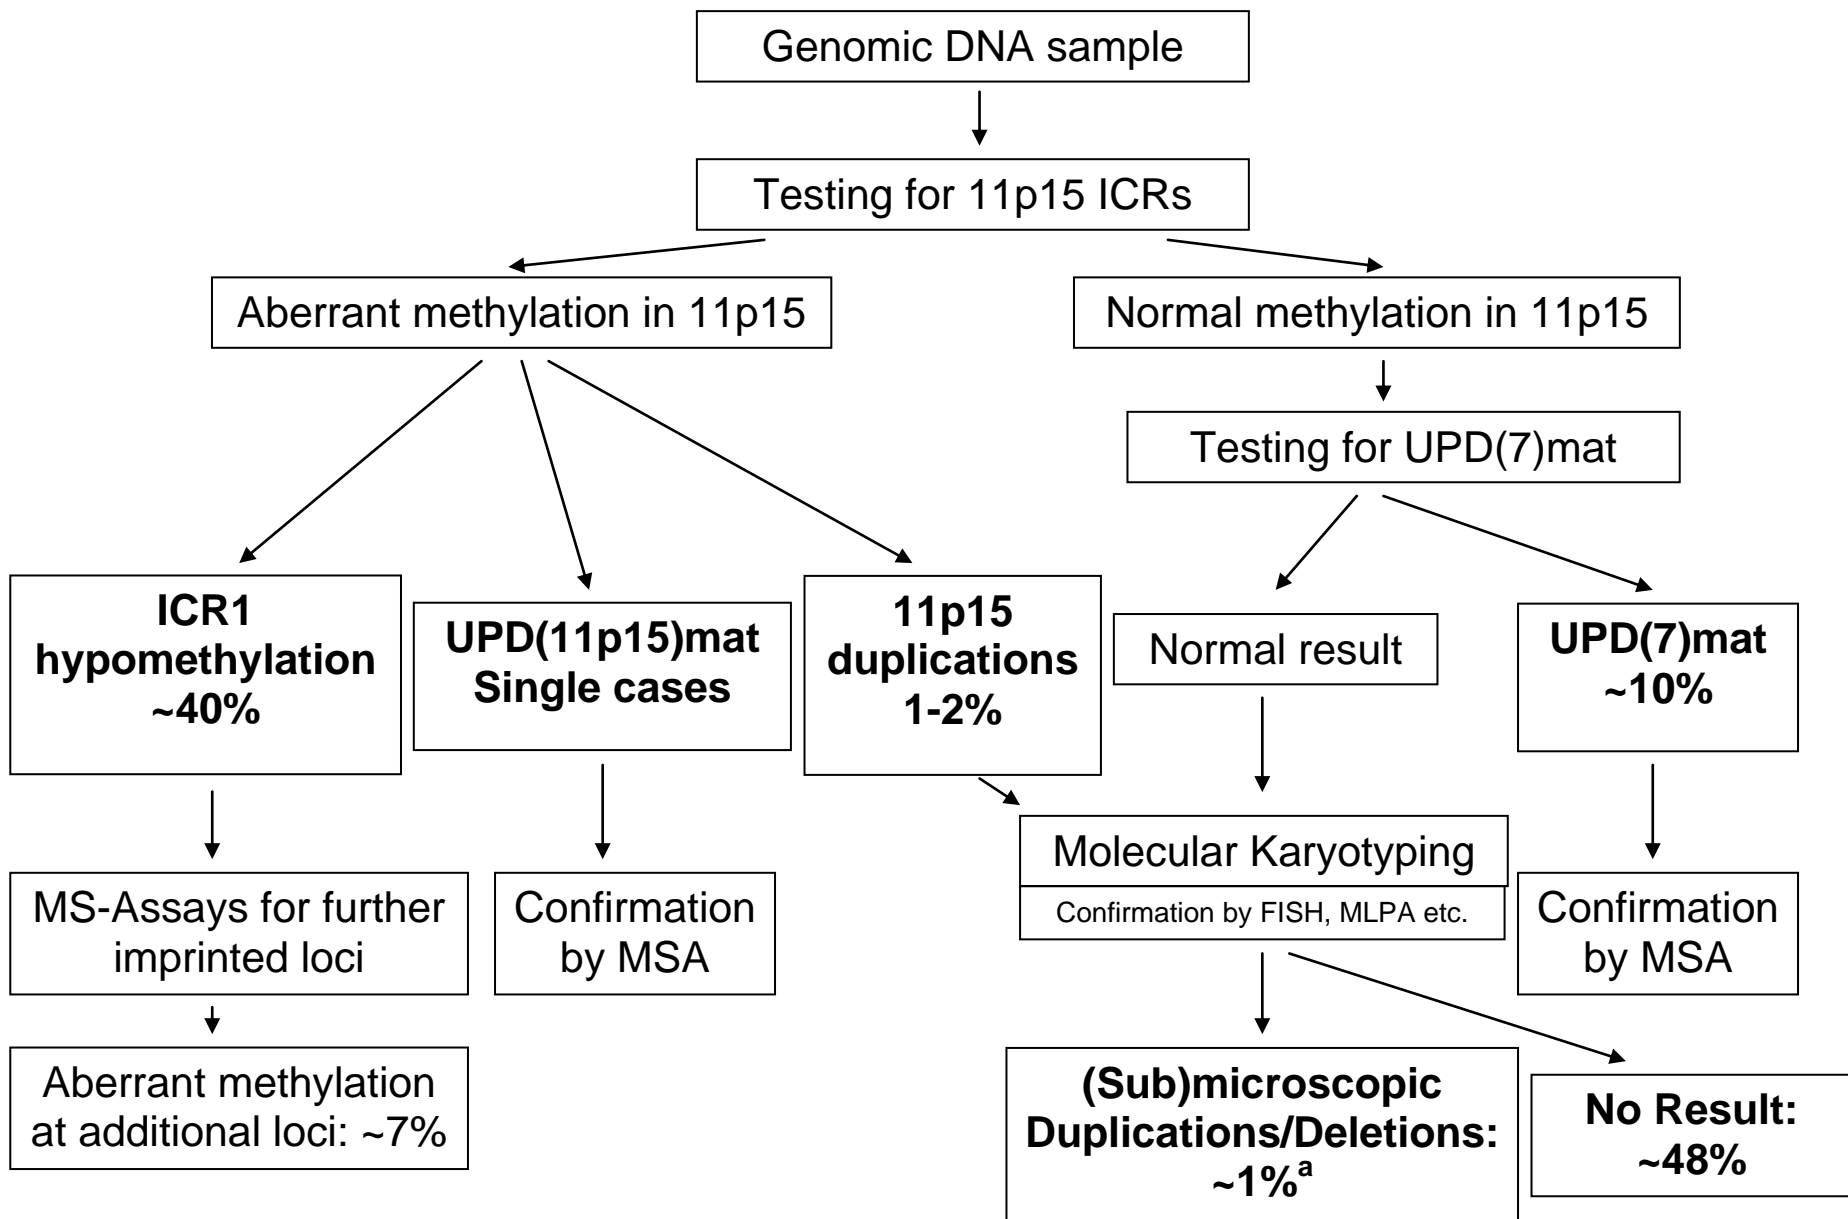 Genomic DNA sample
Testing for 11p15 ICRs
Aberrant methylation in 11p15
Normal methylation in 11p15
Testing for UPD(7)mat
ICR1
hypomethylation
~40%
UPD(11p15)mat
Single cases
11p15
duplications
1-2%
Normal result
UPD(7)mat
~10%
MS-Assays for further
imprinted loci
Confirmation
by MSA
Molecular Karyotyping
Confirmation by FISH, MLPA etc.
Confirmation
by MSA
Aberrant methylation
at additional loci: ~7%
(Sub)microscopic
Duplications/Deletions:
~1%ᵃ
No Result:
~48%